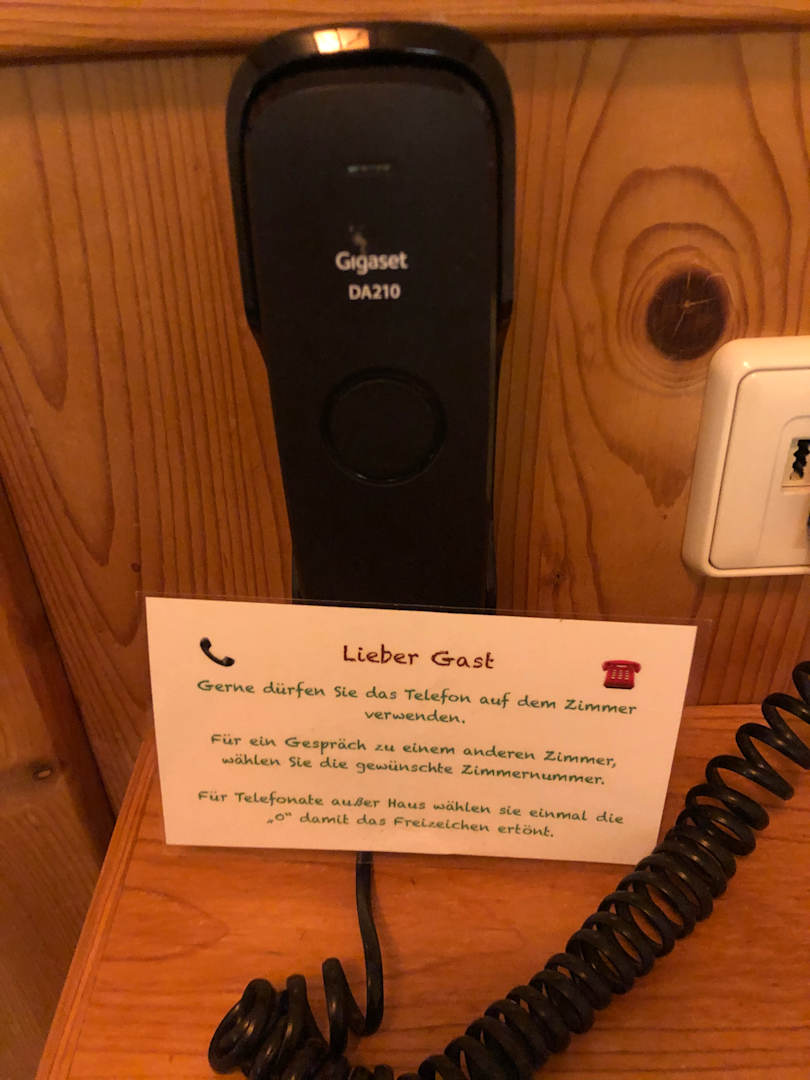 Gigaset
DA210
Lieber Gast
Gerne dürfen Sie das Telefon auf dem Zimmer
verwenden.
Für ein Gespräch zu einem anderen Zimmer,
wählen Sie die gewünschte Zimmernummer.
Für Telefonate außer Haus wählen sie einmal die
„0“ damit das Freizeichen ertönt.